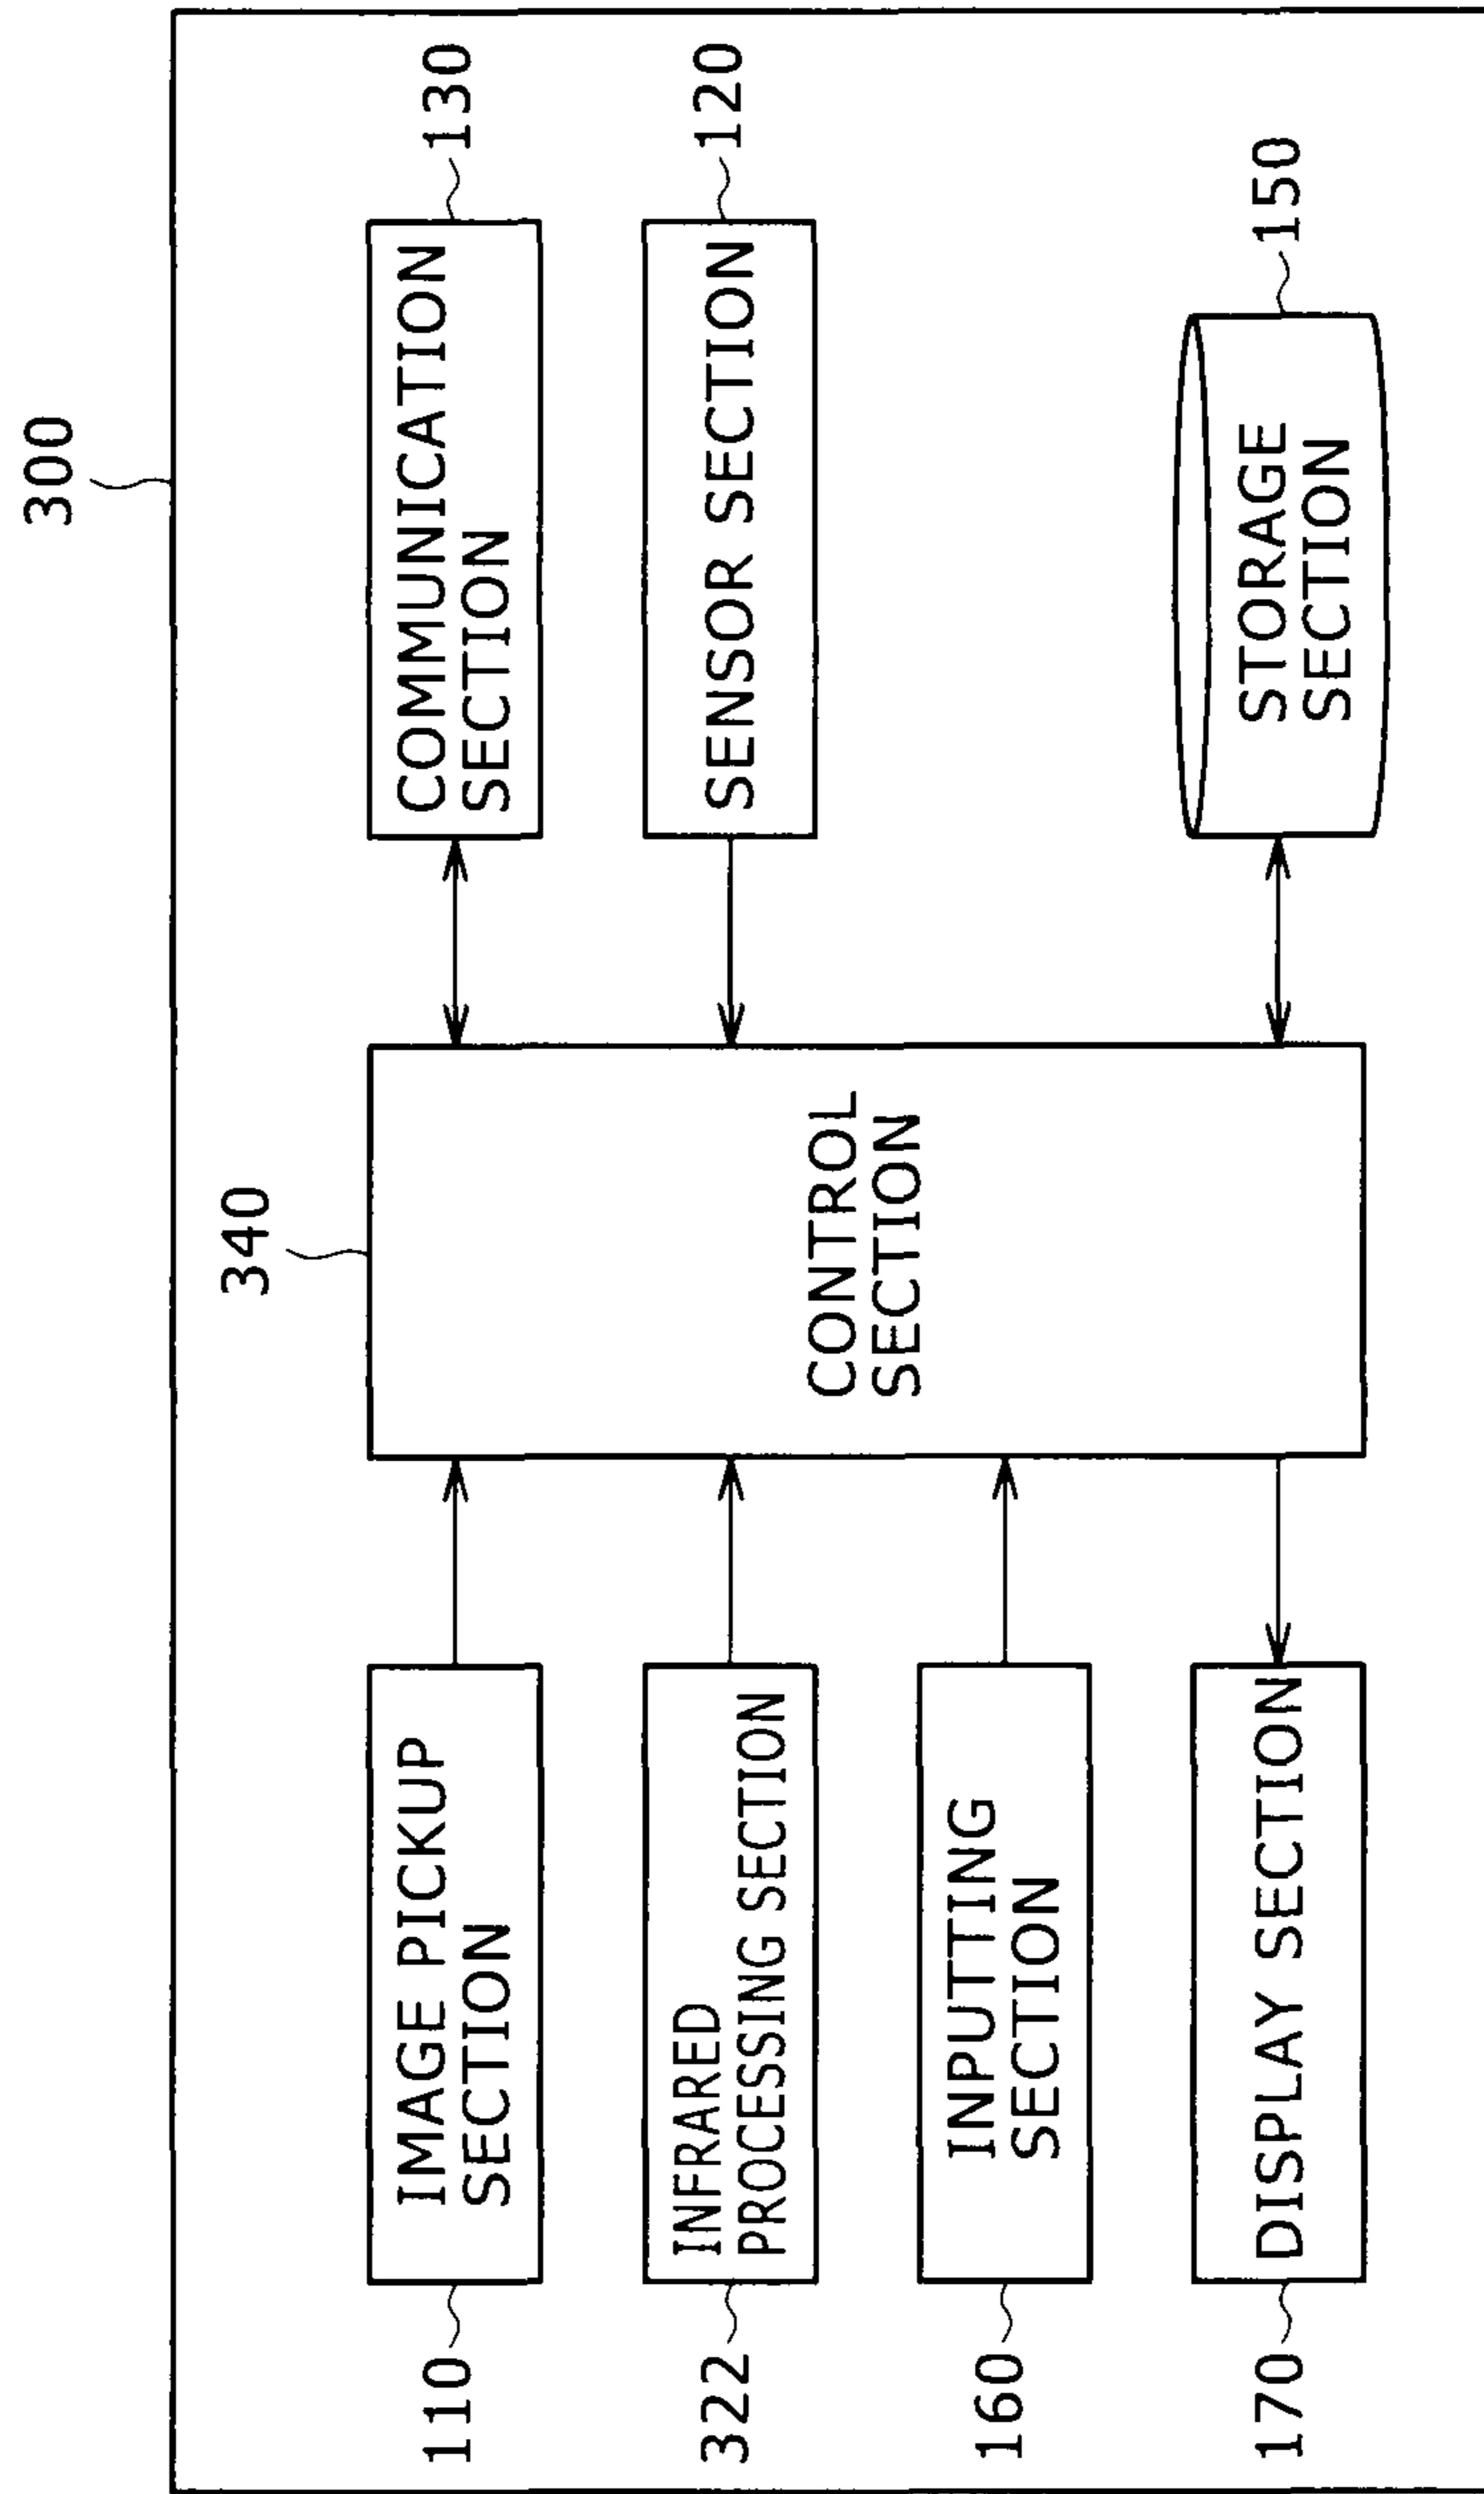 300
340
110
IMAGE PICKUP
SECTION
322
INFRARED
PROCESSING SECTION
160
INPUTTING
SECTION
170
DISPLAY SECTION
CONTROL
SECTION
COMMUNICATION
SECTION
130
SENSOR SECTION
120
STORAGE
SECTION
150